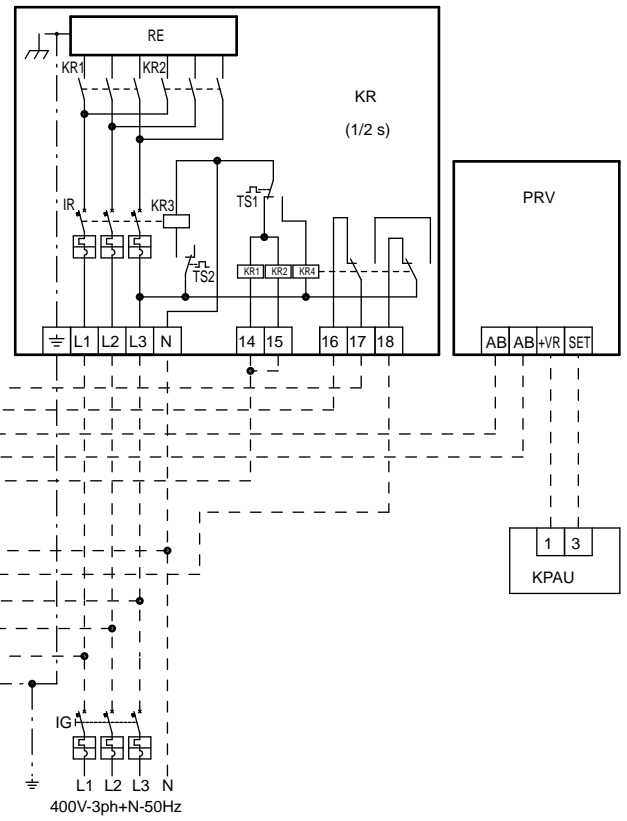 RE
KR1 KR2
KR
(1/2 s)
PRV
TS1
IR KR3
TS2
KR1 KR2 KR4
L1 L2 L3 N 14 15 16 17 18
AB AB +VR SET
1 3
KPAU
IG
L1 L2 L3 N
400V-3ph+N-50Hz